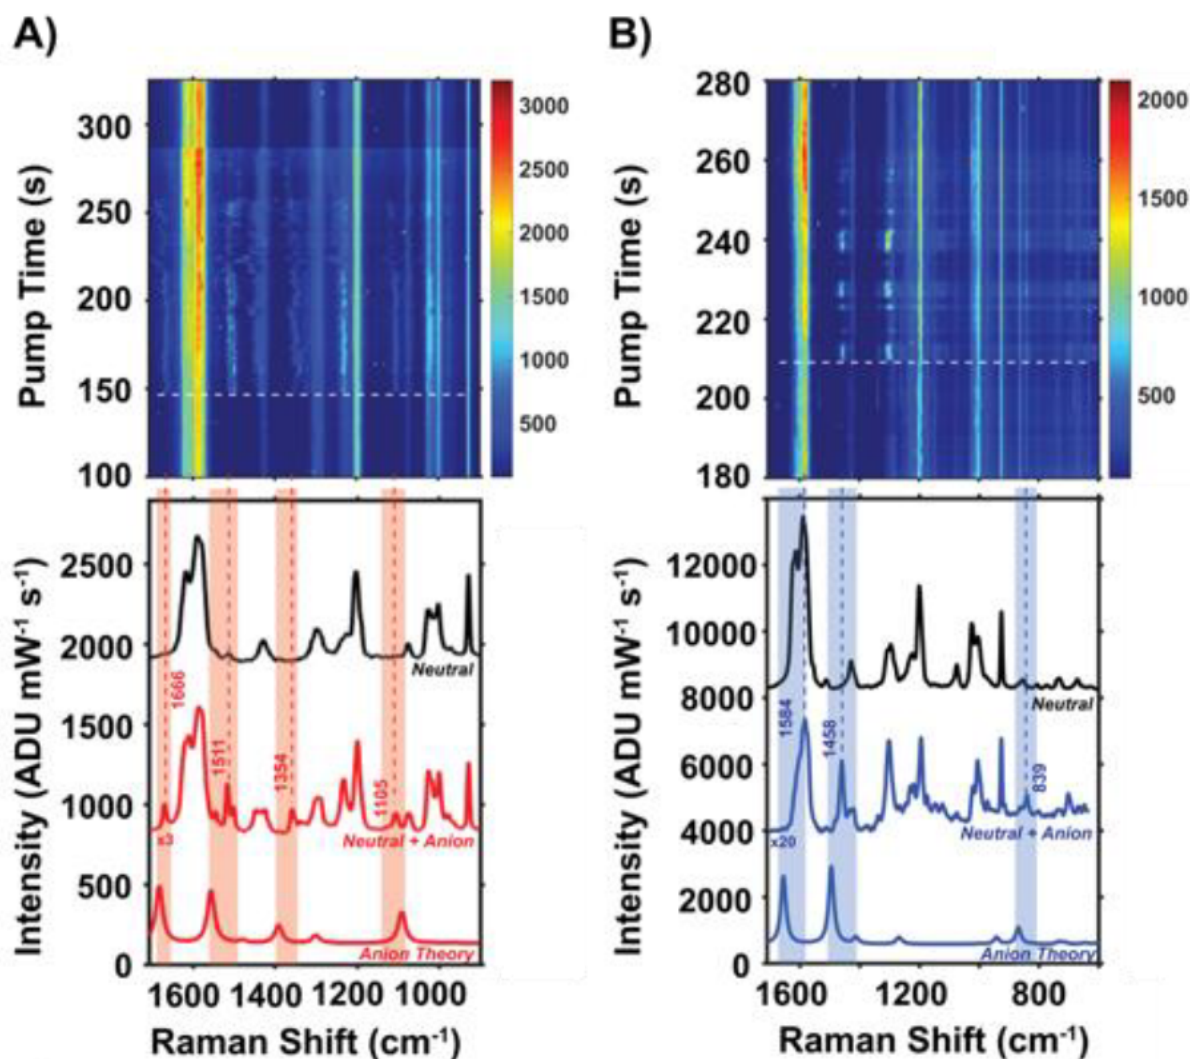 A)
B)
Pump Time (s)
300
250
200
150
100
3000
2500
2000
1500
1000
500
Pump Time (s)
280
260
240
220
200
180
2000
1500
1000
500
Intensity (ADU mW-1 s-1)
2500
2000
1500
1000
500
0
Neutral
1666
1511
1354
1105
x3
Neutral + Anion
Anion Theory
1600 1400 1200 1000
Raman Shift (cm-1)
Intensity (ADU mW-1 s-1)
12000
10000
8000
6000
4000
2000
0
Neutral
1584
1458
839
x20
Neutral + Anion
Anion Theory
1600 1200 800
Raman Shift (cm-1)